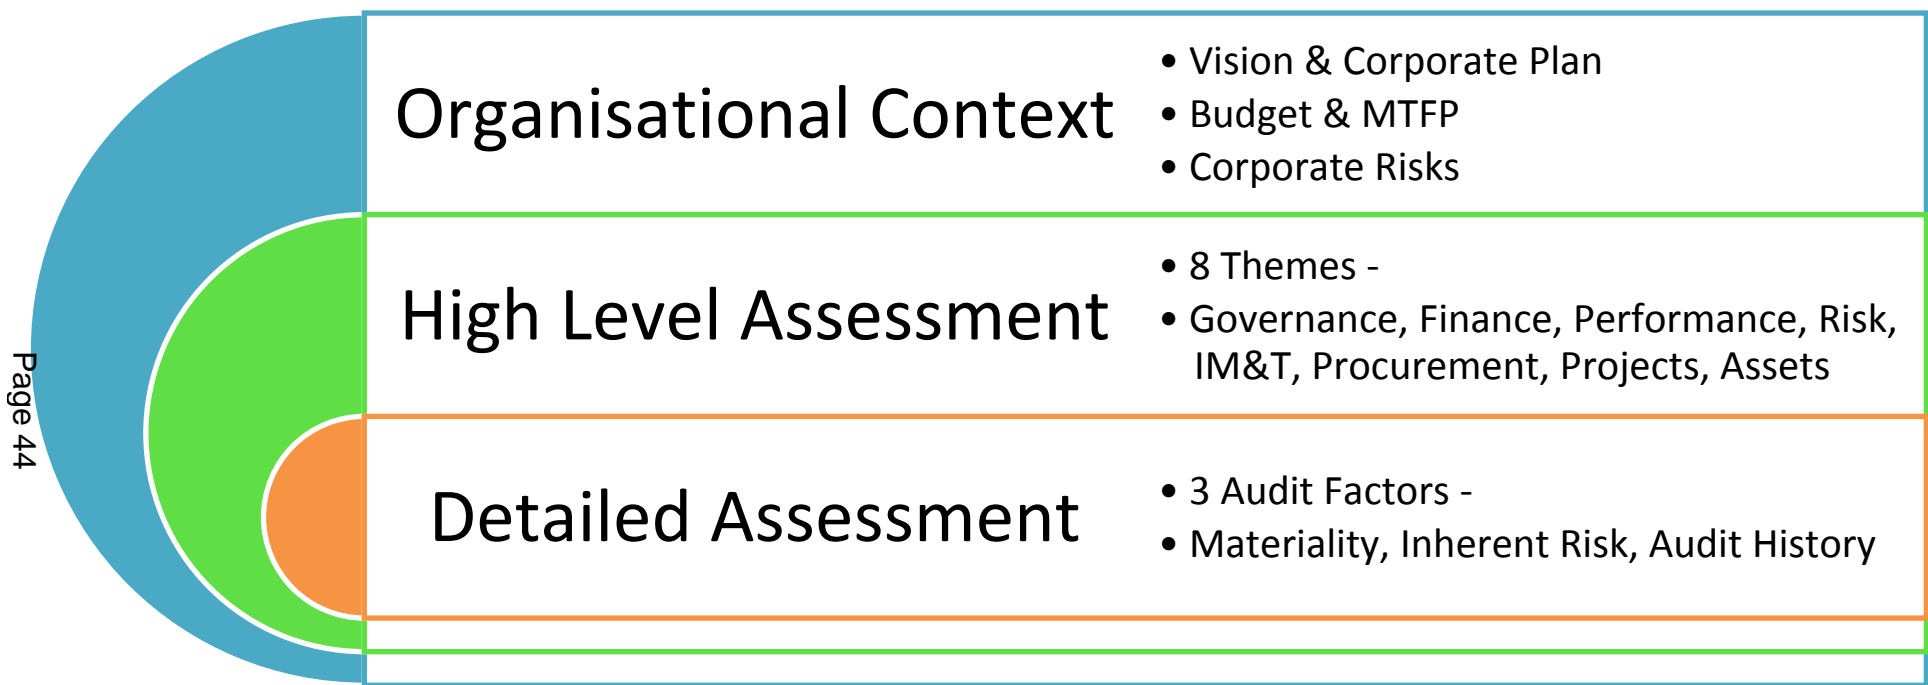 Organisational Context
• Vision & Corporate Plan
• Budget & MTFP
• Corporate Risks
High Level Assessment
• 8 Themes -
• Governance, Finance, Performance, Risk,
IM&T, Procurement, Projects, Assets
Detailed Assessment
• 3 Audit Factors -
• Materiality, Inherent Risk, Audit History
Page 44